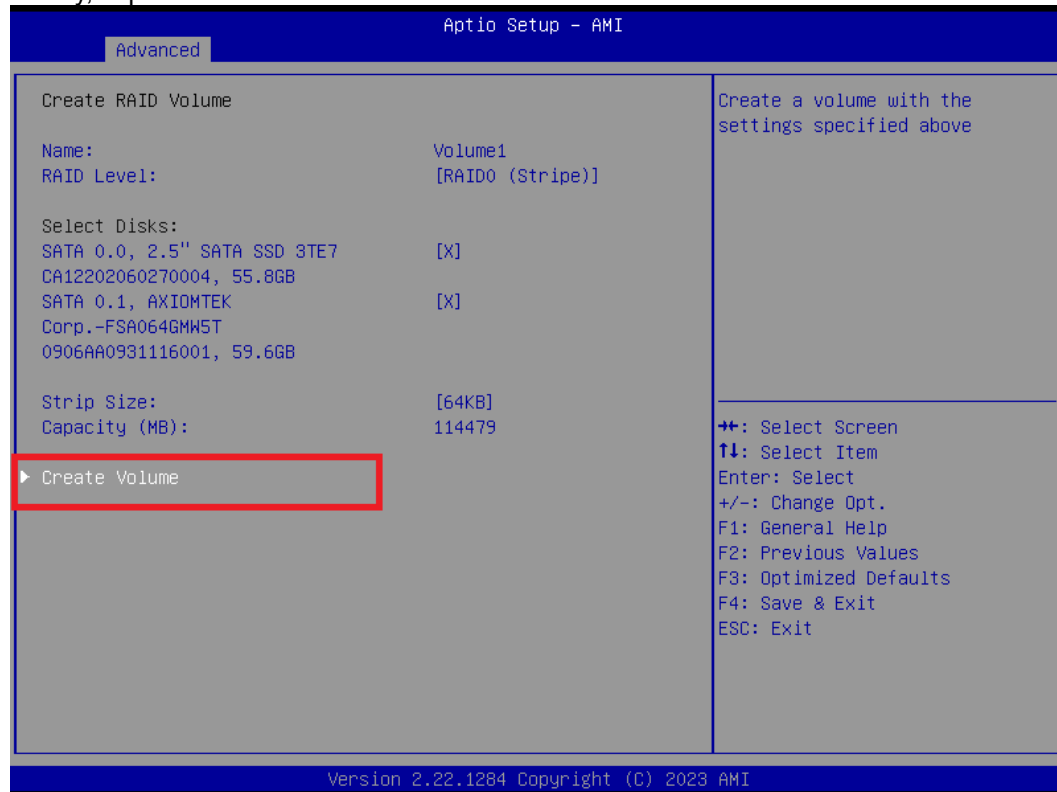 Aptio Setup – AMI
Advanced
Create RAID Volume
Name: Volume1
RAID Level: [RAID0 (Stripe)]
Select Disks:
SATA 0.0, 2.5'' SATA SSD 3TE7 [X]
CA12202060270004, 55.8GB
SATA 0.1, AXIOMTEK [X]
Corp.-FSA064GMW5T
0906AA0931116001, 59.6GB
Strip Size: [64KB]
Capacity (MB): 114479
Create Volume
Create a volume with the
settings specified above
→←: Select Screen
↑↓: Select Item
Enter: Select
+/-: Change Opt.
F1: General Help
F2: Previous Values
F3: Optimized Defaults
F4: Save & Exit
ESC: Exit
Version 2.22.1284 Copyright (C) 2023 AMI